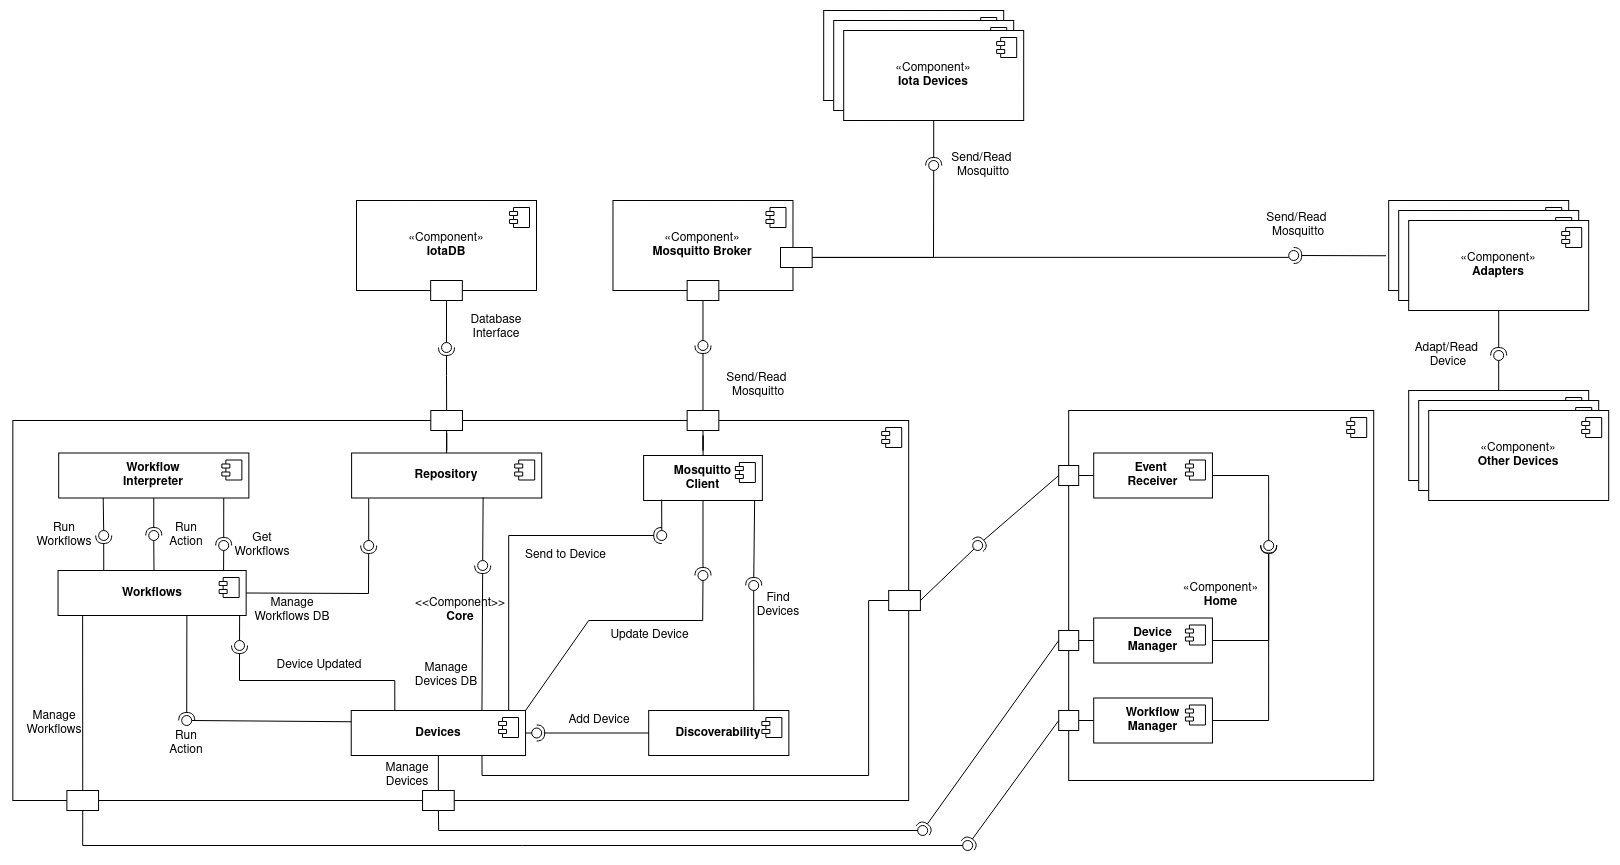 «Component»
Iota Devices
Send/Read
Mosquitto
«Component»
IotaDB
«Component»
Mosquitto Broker
Send/Read
Mosquitto
«Component»
Adapters
Database
Interface
Send/Read
Mosquitto
Adapt/Read
Device
«Component»
Other Devices
Workflow
Interpreter
Repository
Mosquitto
Client
Run
Workflows
Run
Action
Get
Workflows
Send to Device
Workflows
Manage
Workflows DB
<<Component>>
Core
Find
Devices
Update Device
Device Updated
Manage
Devices DB
Manage
Workflows
Run
Action
Devices
Add Device
Discoverability
Manage
Devices
Event
Receiver
«Component»
Home
Device
Manager
Workflow
Manager